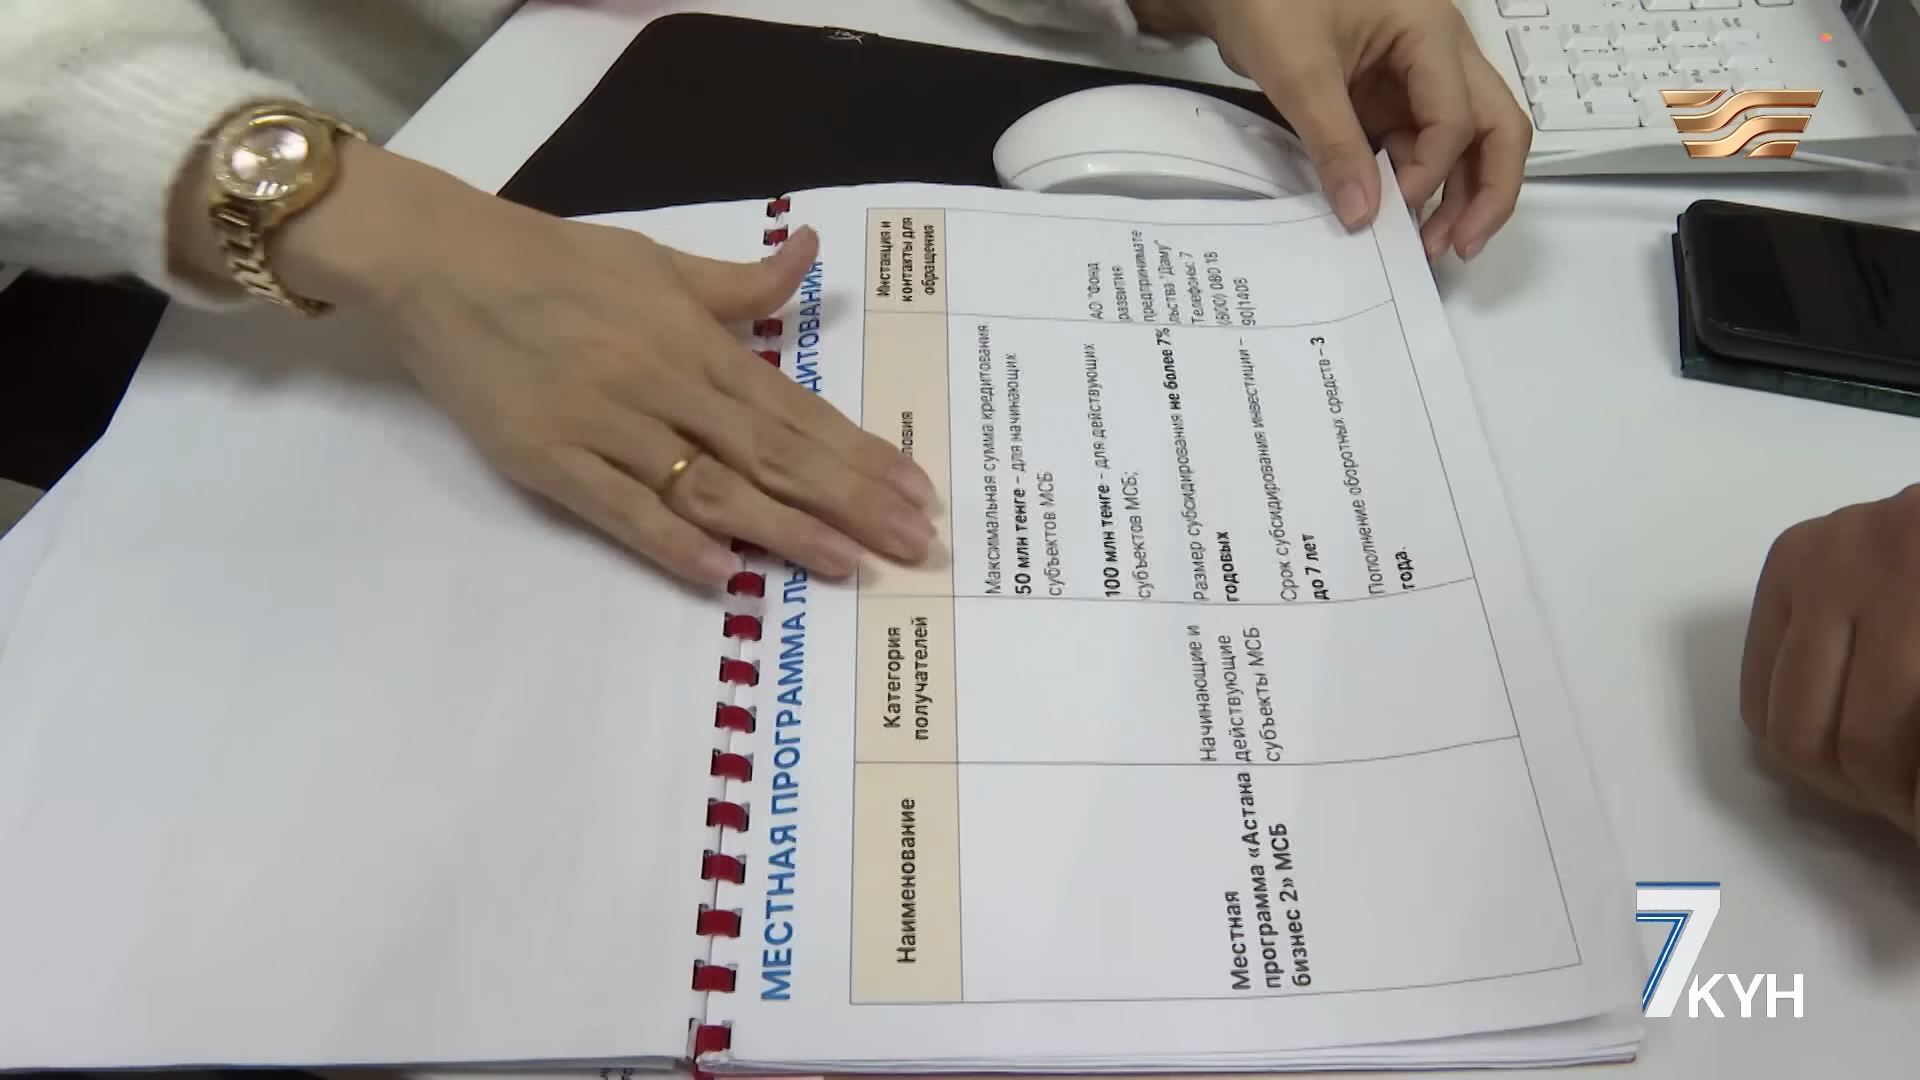 МЕСТНАЯ ПРОГРАММА
Наименование
Категория
получателей
Инстанция и
контакты для
обращения
Местная
программа «Астана
бизнес 2» МСБ
Начинающие и
действующие
субъекты МСБ
Максимальная сумма кредитования
50 млн тенге – для начинающих
субъектов МСБ
100 млн тенге – для действующих
субъектов МСБ;
Размер субсидирования не более 7%
годовых
Срок субсидирования инвестиции –
до 7 лет
Пополнение оборотных средств – 3
года.
АО "Фонд
развития
предпринимате
льства "Даму"
Телефоны: 7
(800) 080 18
90|1408
7 КҮН